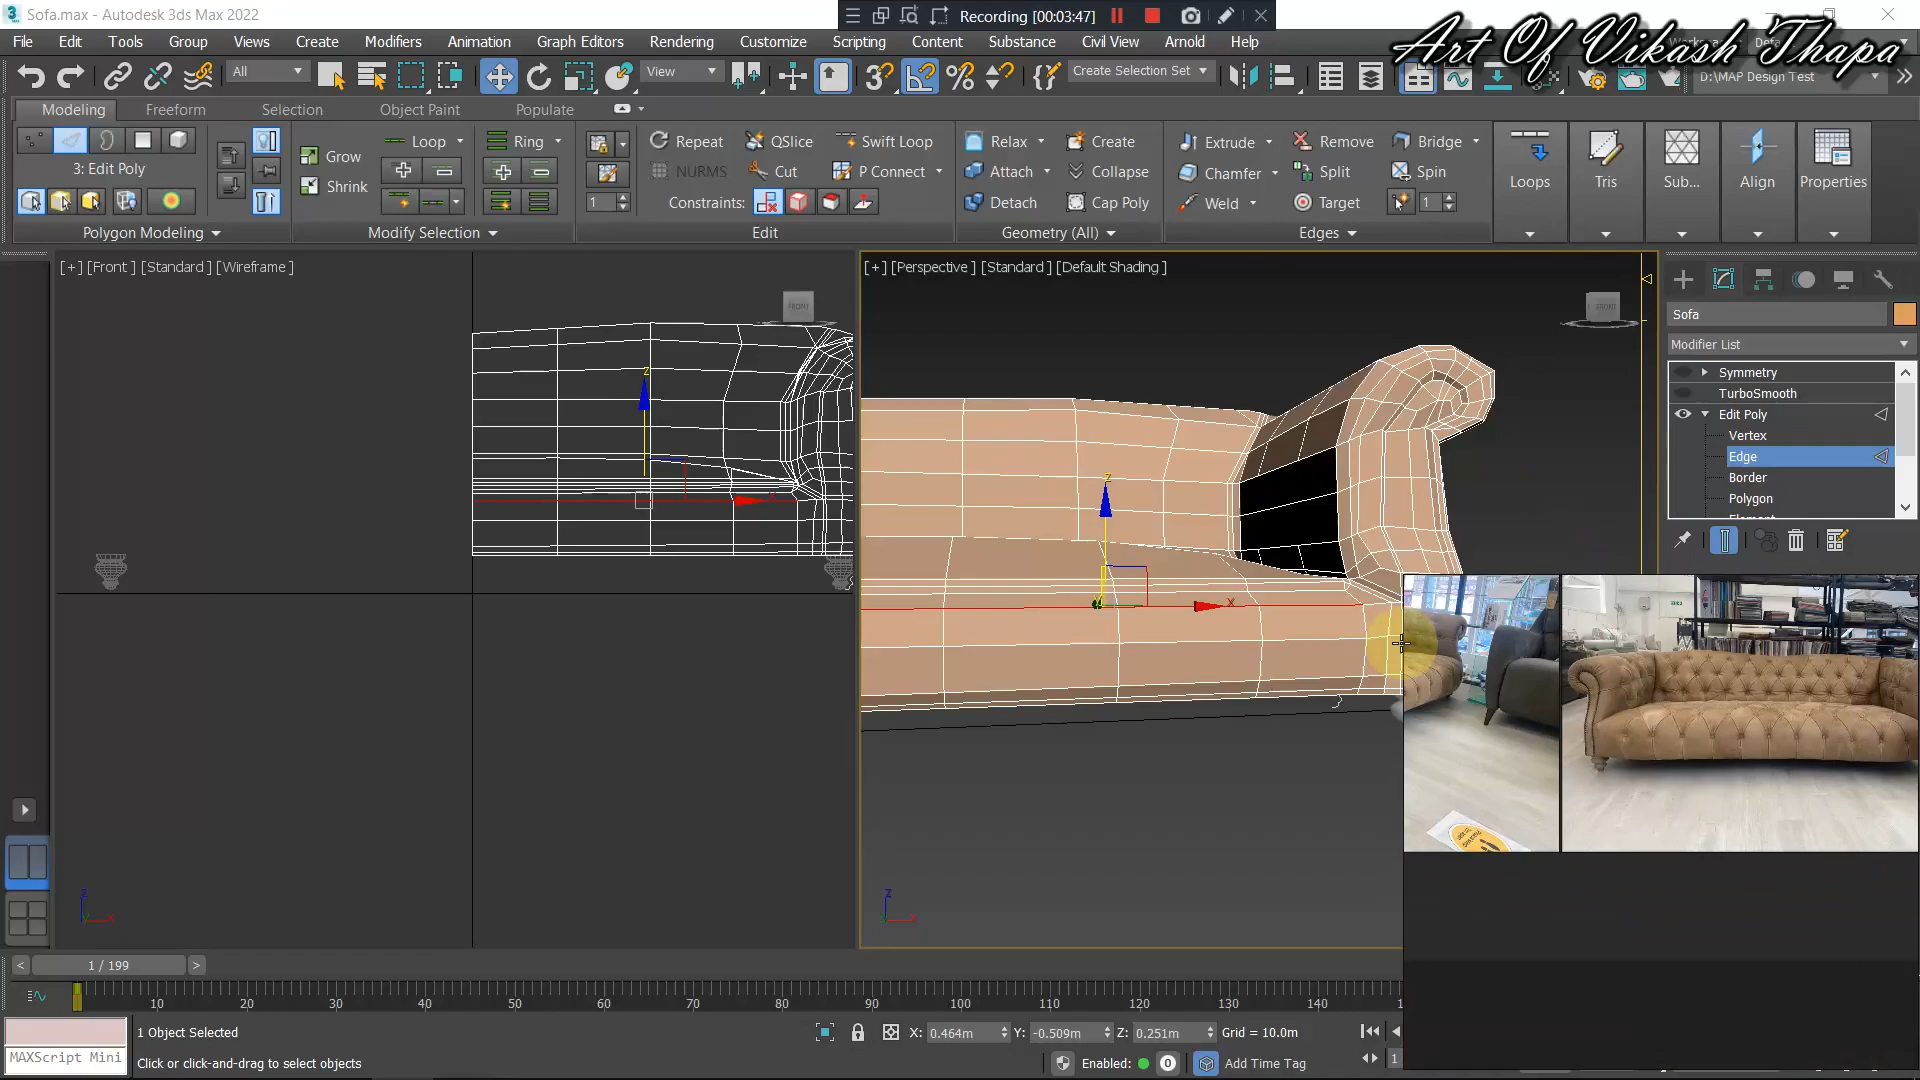 Sofa.max - Autodesk 3ds Max 2022
Recording [00:03:47]
Art Of Vikash Thapa
File Edit Tools Group Views Create Modifiers Animation Graph Editors Rendering Customize Scripting Content Substance Civil View Arnold Help
All
View
Create Selection Set
D:\MAP Design Test
Modeling Freeform Selection Object Paint Populate
Loop Ring Repeat QSlice Swift Loop Relax Create Extrude Remove Bridge
Grow
3: Edit Poly
NURMS Cut P Connect Attach Collapse Chamfer Split Spin
Shrink
Loops Tris Sub... Align Properties
1 Constraints: Detach Cap Poly Weld Target 1
Polygon Modeling Modify Selection Edit Geometry (All) Edges
[+] [Front ] [Standard ] [Wireframe ]
[+] [Perspective ] [Standard ] [Default Shading ]
FRONT
FRONT
Sofa
Modifier List
Symmetry
TurboSmooth
Edit Poly
Vertex
Edge
Border
Polygon
z
x
z
x
z
x
< 1 / 199 >
10 20 30 40 50 60 70 80 90 100 110 120 130 140
1 Object Selected
X: 0.464m Y: -0.509m Z: 0.251m Grid = 10.0m
MAXScript Mini
Click or click-and-drag to select objects
Enabled: 0 Add Time Tag
1